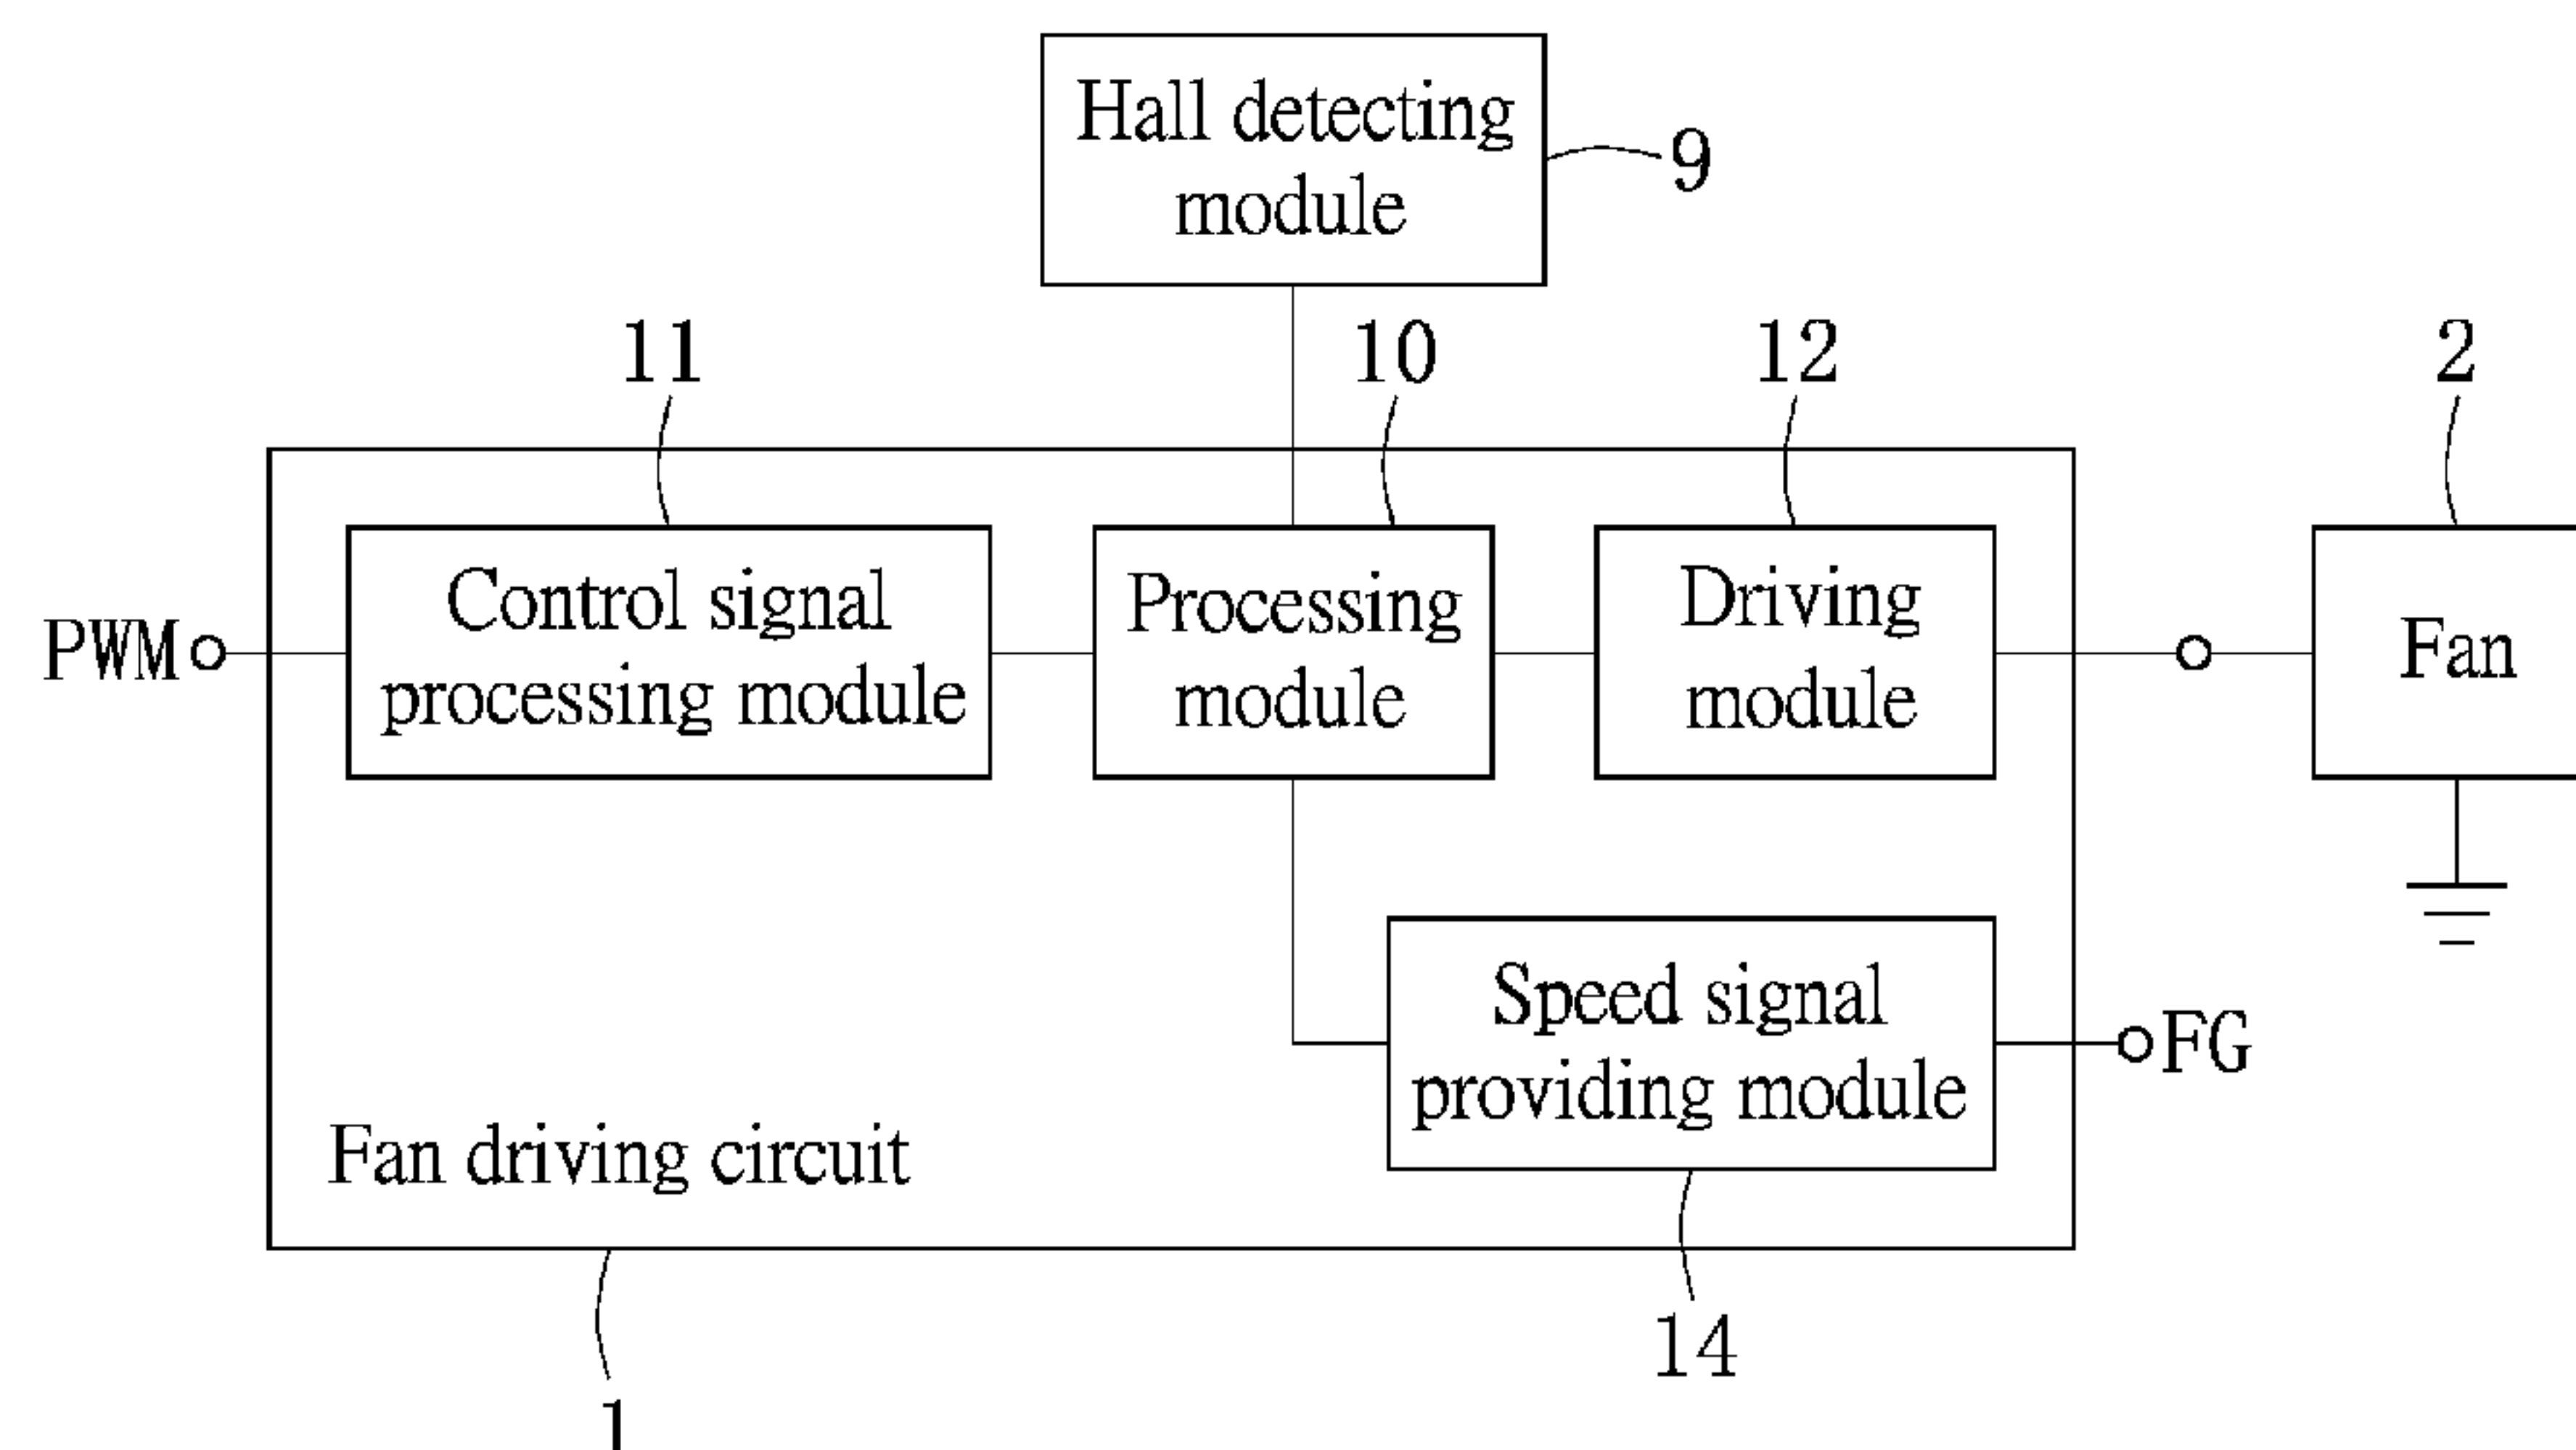 Hall detecting
module
9
11
10
12
2
PWM
Control signal
processing module
Processing
module
Driving
module
Fan
Speed signal
providing module
FG
Fan driving circuit
14
1